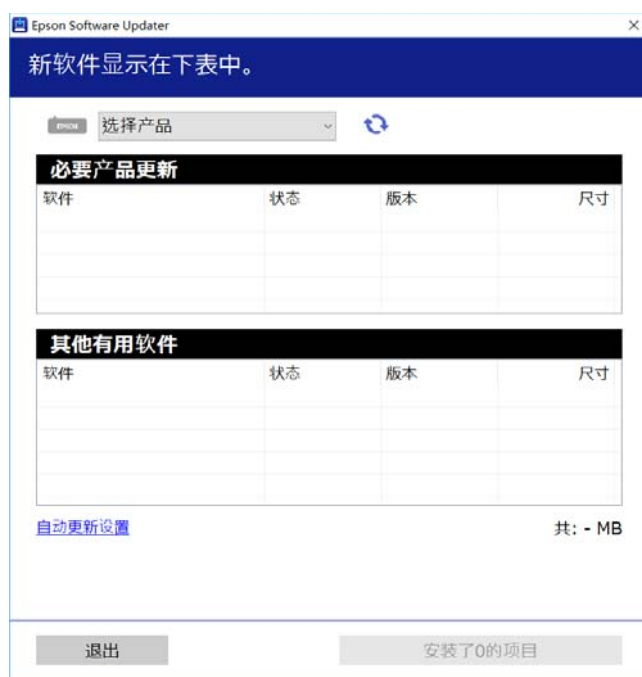 Epson Software Updater
新软件显示在下表中。
EPSON
选择产品
必要产品更新
软件 状态 版本 尺寸
其他有用软件
软件 状态 版本 尺寸
自动更新设置
共: - MB
退出 安装了0的项目